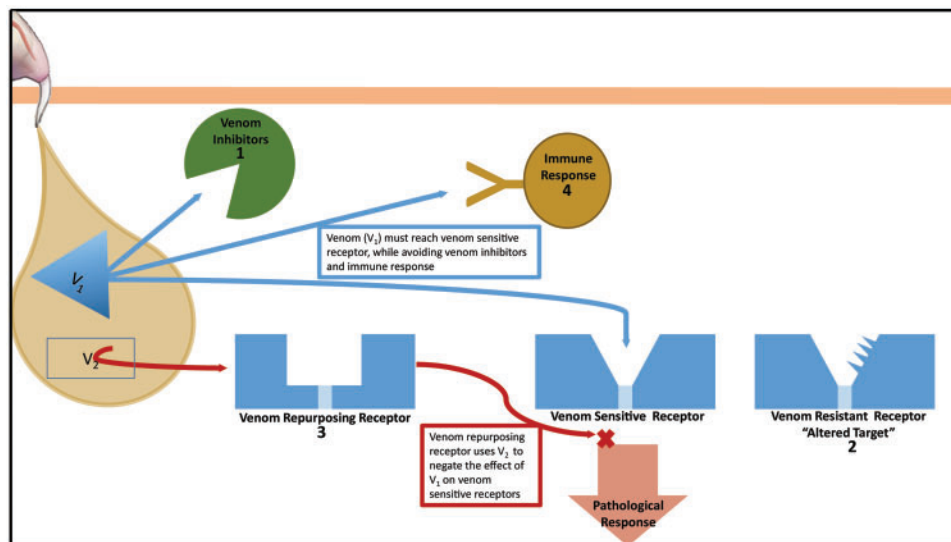 Venom
Inhibitors
1
Immune
Response
4
Venom (V1) must reach venom sensitive
receptor, while avoiding venom inhibitors
and immune response
V1
V2
Venom Repurposing Receptor
3
Venom Sensitive Receptor
Venom Resistant Receptor
“Altered Target”
2
Venom repurposing
receptor uses V2 to
negate the effect of
V1 on venom
sensitive receptors
Pathological
Response